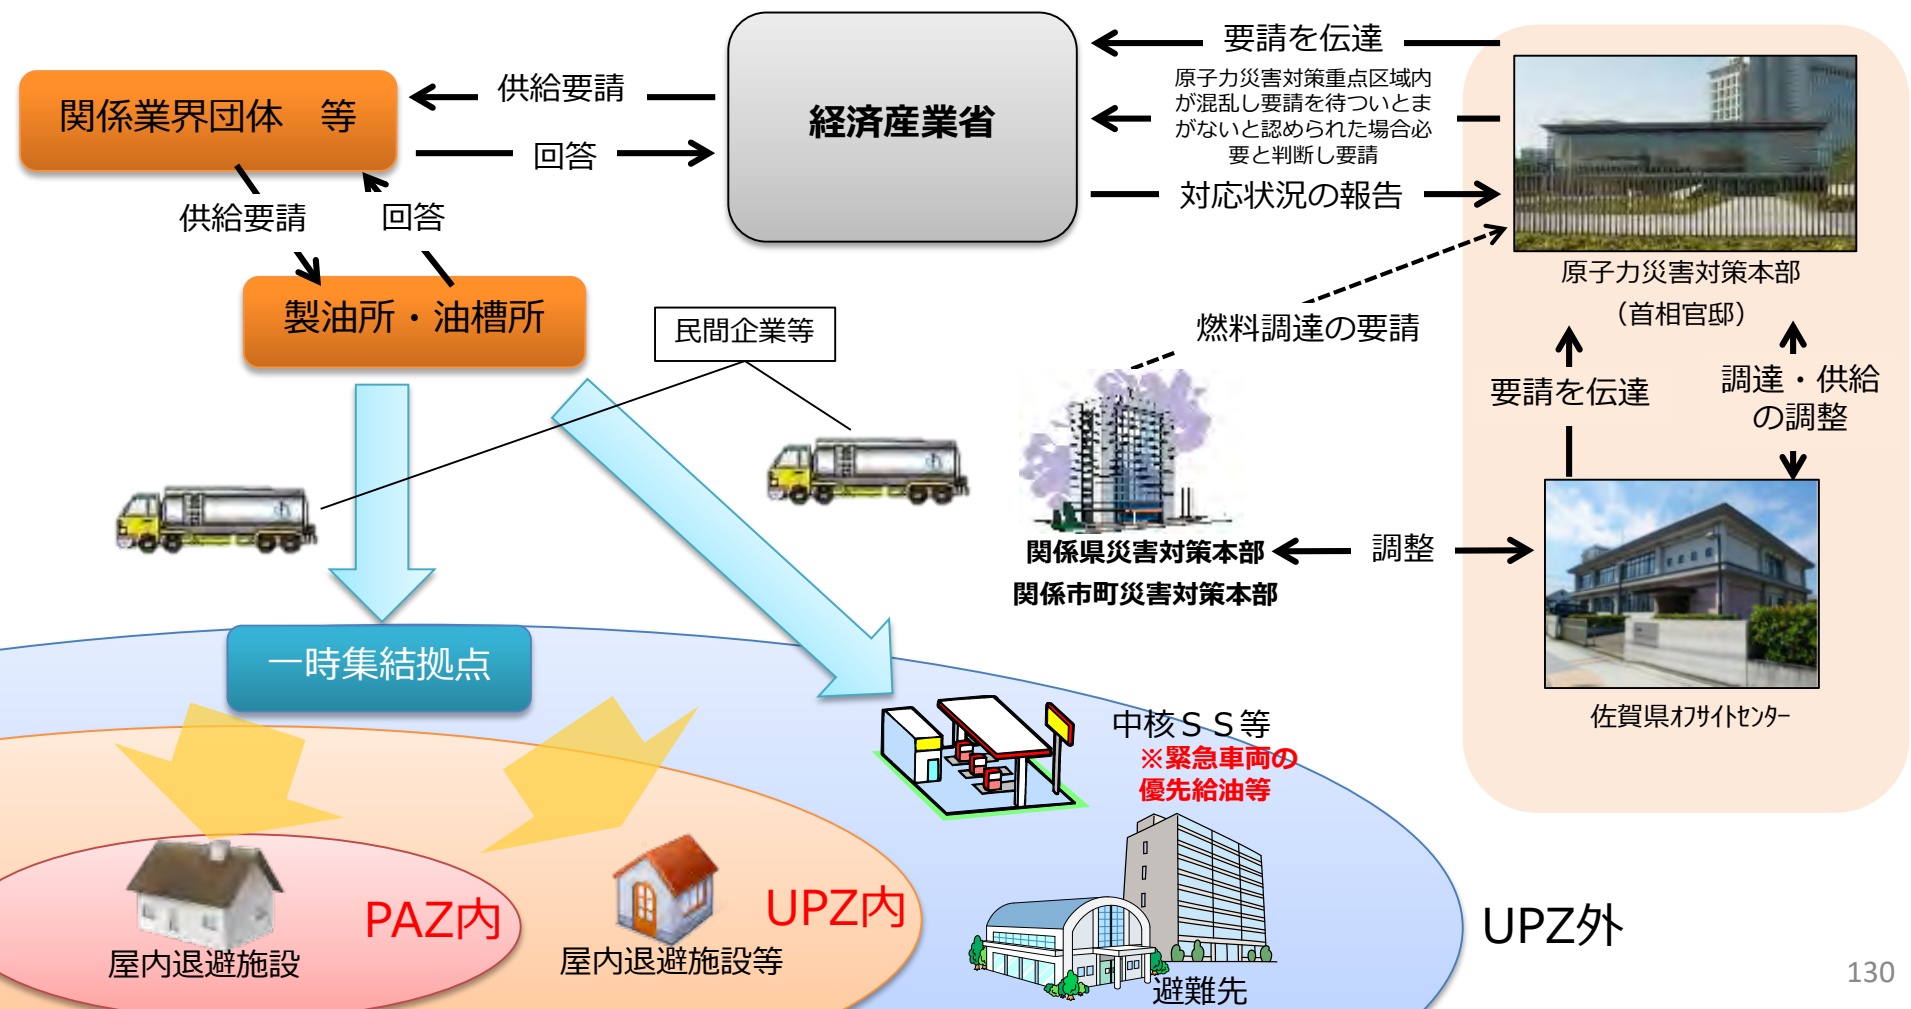 要請を伝達
原子力災害対策重点区域内
が混乱し要請を待ついとま
がないと認められた場合必
要と判断し要請
対応状況の報告
経済産業省
供給要請
回答
関係業界団体　等
供給要請
回答
製油所・油槽所
民間企業等
燃料調達の要請
原子力災害対策本部
（首相官邸）
要請を伝達
調達・供給
の調整
関係県災害対策本部
関係市町災害対策本部
調整
佐賀県ｵﾌｻｲﾄｾﾝﾀｰ
一時集結拠点
中核ＳＳ等
※緊急車両の
優先給油等
PAZ内
屋内退避施設
UPZ内
屋内退避施設等
避難先
UPZ外
130